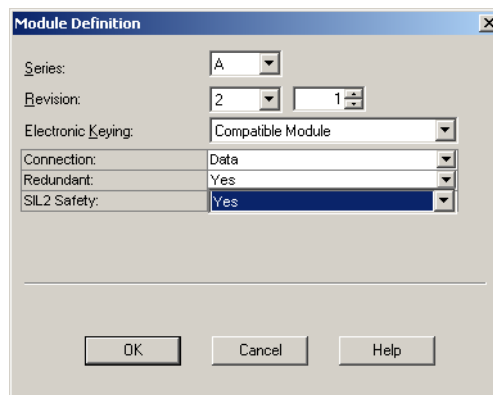 Module Definition
Series: A
Revision: 2 1
Electronic Keying: Compatible Module
Connection: Data
Redundant: Yes
SIL2 Safety: Yes
OK Cancel Help